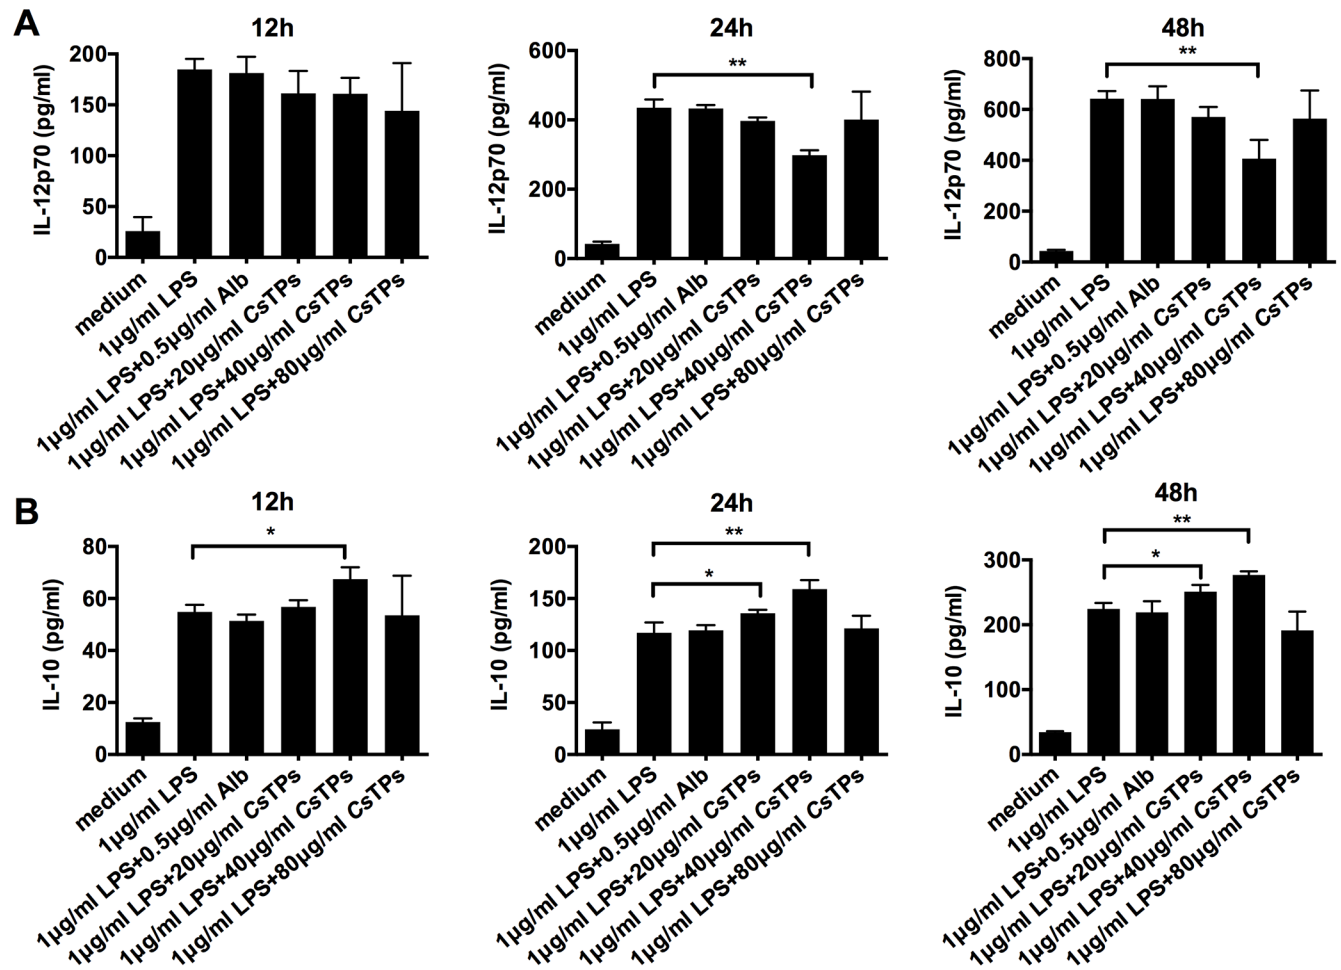 A
12h
IL-12p70 (pg/ml)
200
150
100
50
0
medium
1μg/ml LPS
1μg/ml LPS+0.5μg/ml Alb
1μg/ml LPS+20μg/ml CsTPs
1μg/ml LPS+40μg/ml CsTPs
1μg/ml LPS+80μg/ml CsTPs
24h
**
IL-12p70 (pg/ml)
600
400
200
0
medium
1μg/ml LPS
1μg/ml LPS+0.5μg/ml Alb
1μg/ml LPS+20μg/ml CsTPs
1μg/ml LPS+40μg/ml CsTPs
1μg/ml LPS+80μg/ml CsTPs
48h
**
IL-12p70 (pg/ml)
800
600
400
200
0
medium
1μg/ml LPS
1μg/ml LPS+0.5μg/ml Alb
1μg/ml LPS+20μg/ml CsTPs
1μg/ml LPS+40μg/ml CsTPs
1μg/ml LPS+80μg/ml CsTPs
B
12h
*
IL-10 (pg/ml)
80
60
40
20
0
medium
1μg/ml LPS
1μg/ml LPS+0.5μg/ml Alb
1μg/ml LPS+20μg/ml CsTPs
1μg/ml LPS+40μg/ml CsTPs
1μg/ml LPS+80μg/ml CsTPs
24h
**
*
IL-10 (pg/ml)
200
150
100
50
0
medium
1μg/ml LPS
1μg/ml LPS+0.5μg/ml Alb
1μg/ml LPS+20μg/ml CsTPs
1μg/ml LPS+40μg/ml CsTPs
1μg/ml LPS+80μg/ml CsTPs
48h
**
*
IL-10 (pg/ml)
300
200
100
0
medium
1μg/ml LPS
1μg/ml LPS+0.5μg/ml Alb
1μg/ml LPS+20μg/ml CsTPs
1μg/ml LPS+40μg/ml CsTPs
1μg/ml LPS+80μg/ml CsTPs